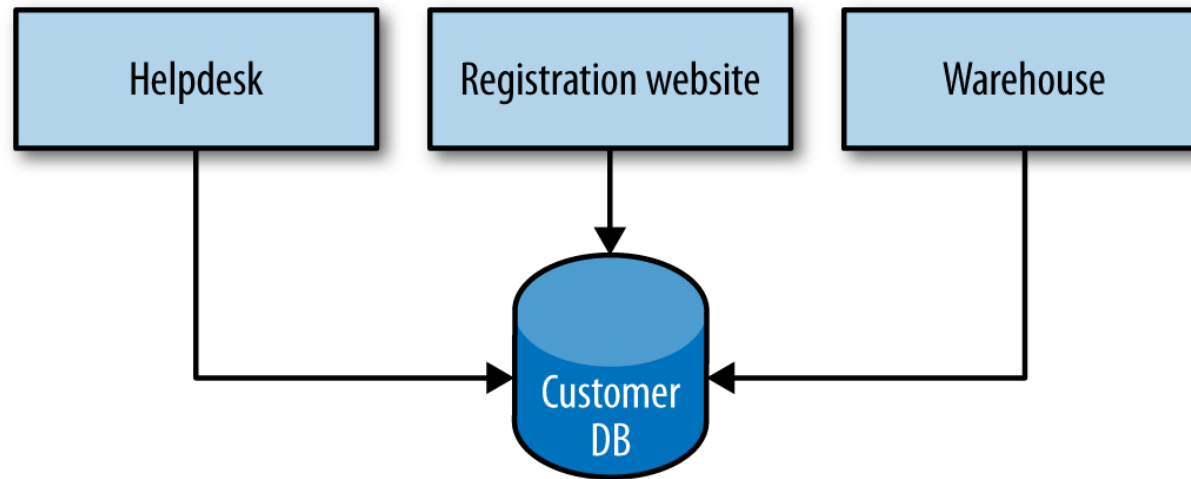 Helpdesk
Registration website
Warehouse
Customer
DB